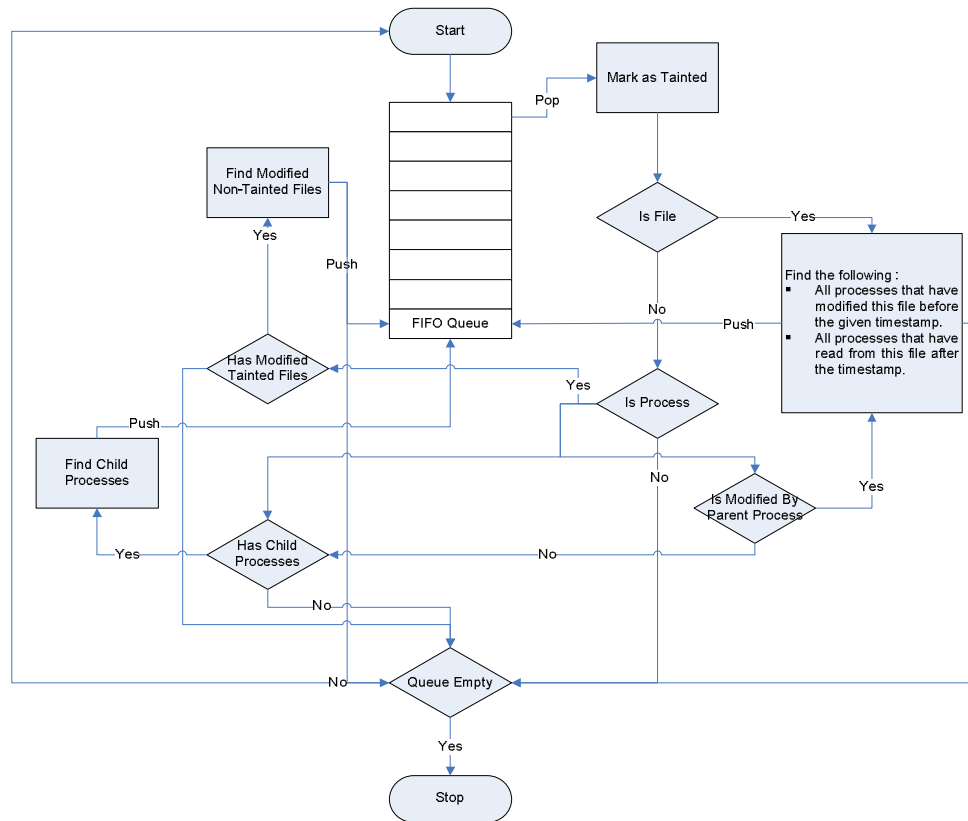 Start
Mark as Tainted
Pop
Find Modified
Non-Tainted Files
Is File
Yes
Yes
Push
Find the following :
▪ All processes that have
modified this file before
the given timestamp.
▪ All processes that have
read from this file after
the timestamp.
No
FIFO Queue
Push
Has Modified
Tainted Files
Yes
Is Process
Push
Find Child
Processes
No
Is Modified By
Parent Process
Yes
Has Child
Processes
Yes
No
No
No
Queue Empty
Yes
Stop